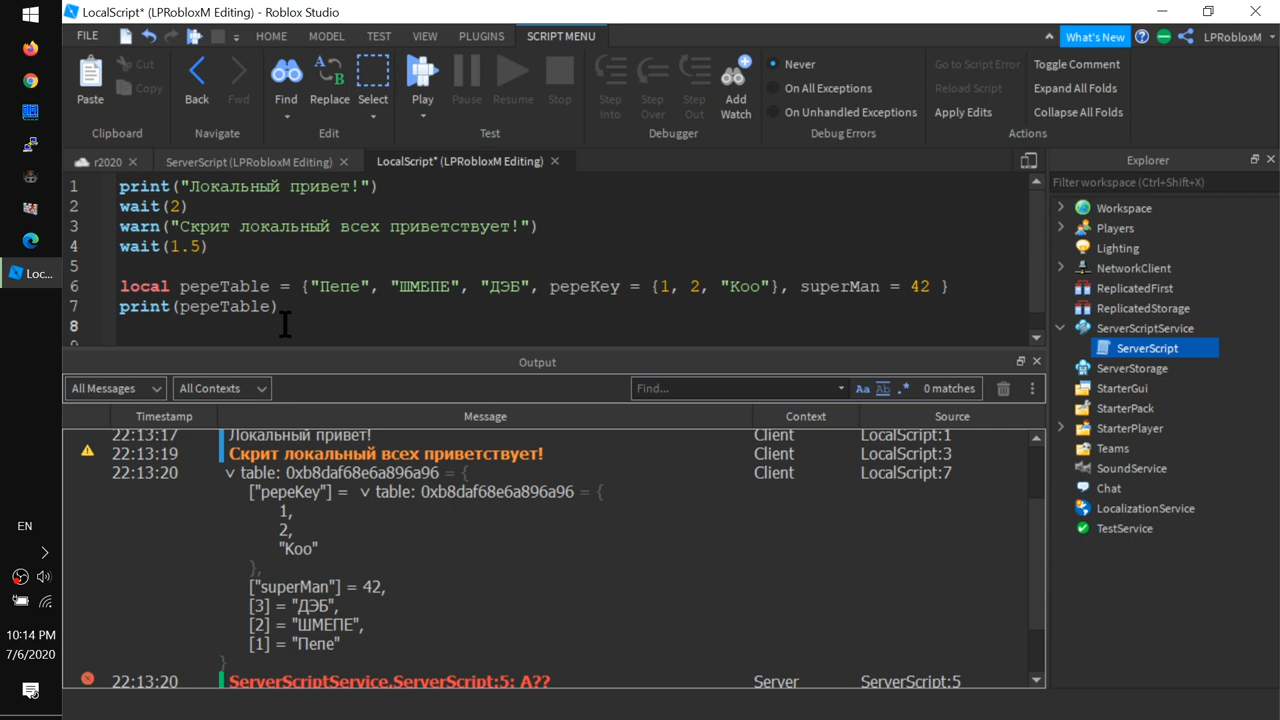 LocalScript* (LPRobloxM Editing) - Roblox Studio
FILE HOME MODEL TEST VIEW PLUGINS SCRIPT MENU What's New LPRobloxM
Paste Cut Copy Back Fwd Find Replace Select Play Pause Resume Stop Step Into Step Over Step Out Add Watch
Never Go to Script Error Toggle Comment
On All Exceptions Reload Script Expand All Folds
On Unhandled Exceptions Apply Edits Collapse All Folds
Clipboard Navigate Edit Test Debugger Debug Errors Actions
r2020 ServerScript (LPRobloxM Editing) LocalScript* (LPRobloxM Editing)
1 print("Локальный привет!")
2 wait(2)
3 warn("Скрит локальный всех приветствует!")
4 wait(1.5)
5
6 local pepeTable = {"Пепе", "ШМЕПЕ", "ДЭБ", pepeKey = {1, 2, "Коо"}, superMan = 42 }
7 print(pepeTable)
8
9
Output
All Messages All Contexts Find... Aa Ab .* 0 matches
Timestamp Message Context Source
22:13:17 Локальный привет! Client LocalScript:1
22:13:19 Скрит локальный всех приветствует! Client LocalScript:3
22:13:20 v table: 0xb8daf68e6a896a96 = { Client LocalScript:7
["pepeKey"] = v table: 0xb8daf68e6a896a96 = {
1,
2,
"Коо"
},
["superMan"] = 42,
[3] = "ДЭБ",
[2] = "ШМЕПЕ",
[1] = "Пепе"
}
22:13:20 ServerScriptService.ServerScript:5: A?? Server ServerScript:5
Explorer
Filter workspace (Ctrl+Shift+X)
Workspace
Players
Lighting
NetworkClient
ReplicatedFirst
ReplicatedStorage
ServerScriptService
ServerScript
ServerStorage
StarterGui
StarterPack
StarterPlayer
Teams
SoundService
Chat
LocalizationService
TestService
Loc...
EN
10:14 PM
7/6/2020